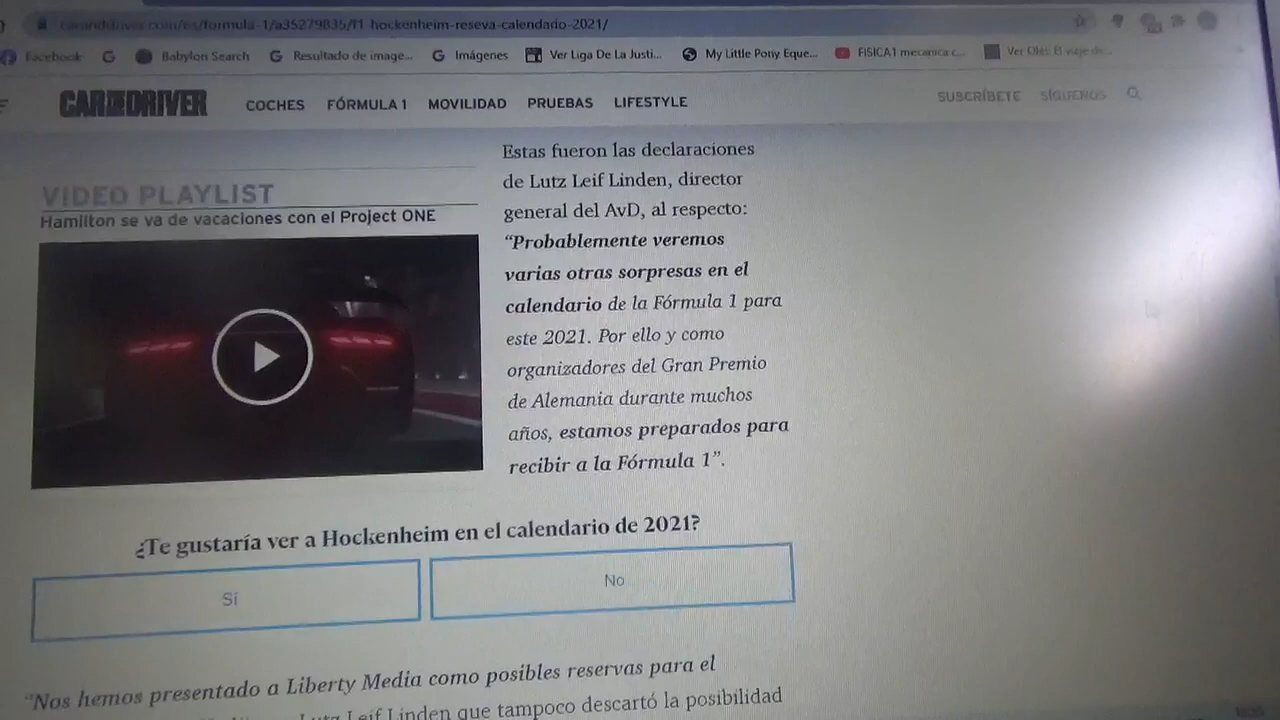 caranddriver.com/es/formula-1/a35279835/f1-hockenheim-reseva-calendario-2021/
Facebook
Babylon Search
Resultado de image...
Imágenes
Ver Liga De La Justi...
My Little Pony Eque...
FISICA1 mecanica c...
Ver Olé! El viaje de...
CAR AND DRIVER
COCHES FÓRMULA 1 MOVILIDAD PRUEBAS LIFESTYLE
SUSCRÍBETE SÍGUENOS
VIDEO PLAYLIST
Hamilton se va de vacaciones con el Project ONE
Estas fueron las declaraciones
de Lutz Leif Linden, director
general del AvD, al respecto:
“Probablemente veremos
varias otras sorpresas en el
calendario de la Fórmula 1 para
este 2021. Por ello y como
organizadores del Gran Premio
de Alemania durante muchos
años, estamos preparados para
recibir a la Fórmula 1”.
¿Te gustaría ver a Hockenheim en el calendario de 2021?
Sí
No
“Nos hemos presentado a Liberty Media como posibles reservas para el
Lutz Leif Linden que tampoco descartó la posibilidad